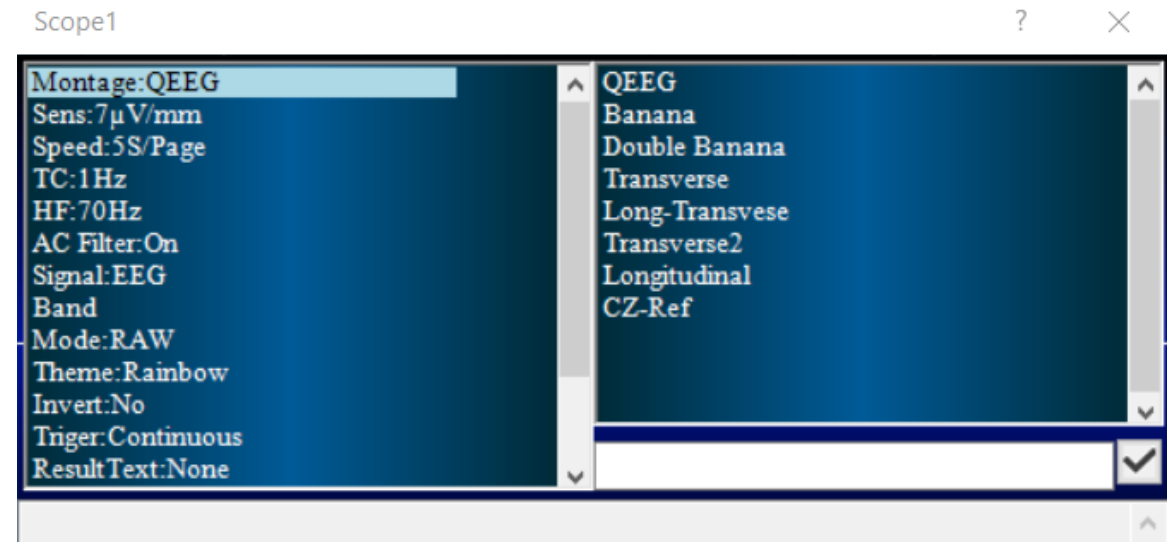 Scope1
Montage:QEEG
Sens:7µV/mm
Speed:5S/Page
TC:1Hz
HF:70Hz
AC Filter:On
Signal:EEG
Band
Mode:RAW
Theme:Rainbow
Invert:No
Triger:Continuous
ResultText:None
QEEG
Banana
Double Banana
Transverse
Long-Transvese
Transverse2
Longitudinal
CZ-Ref